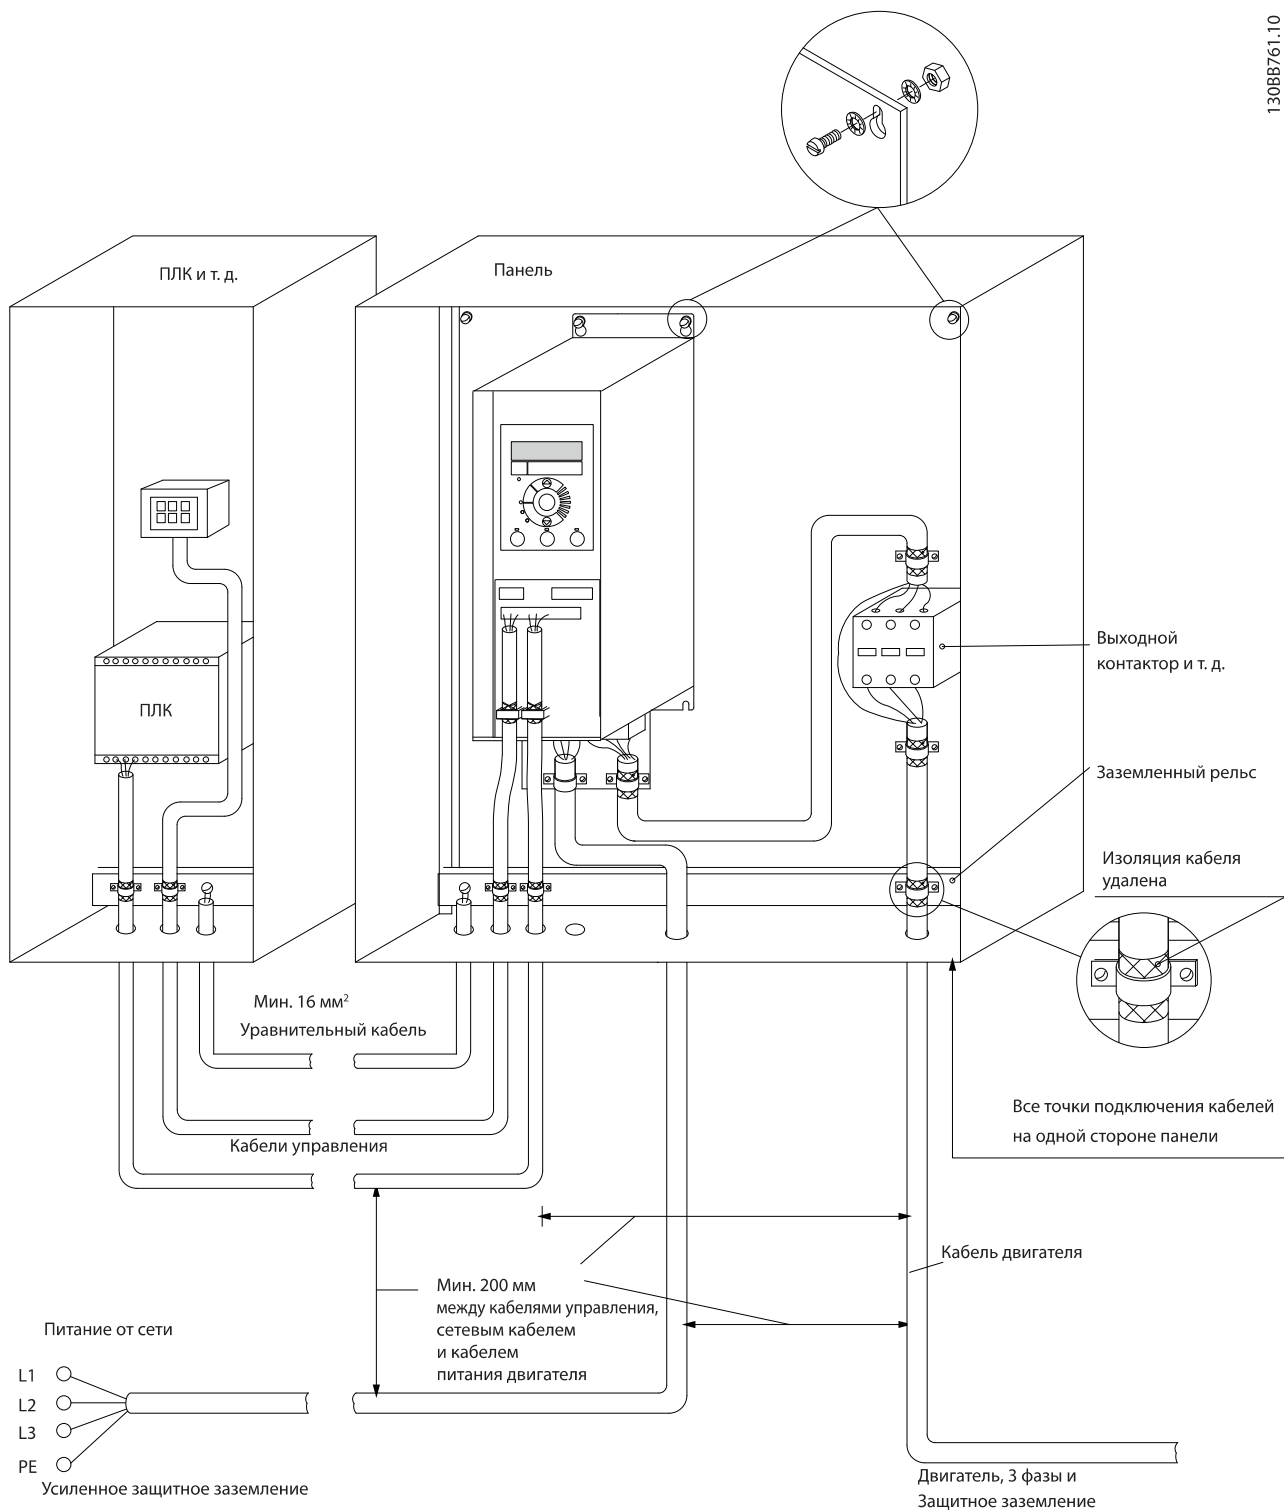 130BB761.10
ПЛК и т. д.
Панель
ПЛК
Выходной
контактор и т. д.
Заземленный рельс
Изоляция кабеля
удалена
Мин. 16 мм²
Уравнительный кабель
Все точки подключения кабелей
на одной стороне панели
Кабели управления
Кабель двигателя
Мин. 200 мм
между кабелями управления,
сетевым кабелем
и кабелем
питания двигателя
Питание от сети
L1
L2
L3
PE
Усиленное защитное заземление
Двигатель, 3 фазы и
Защитное заземление